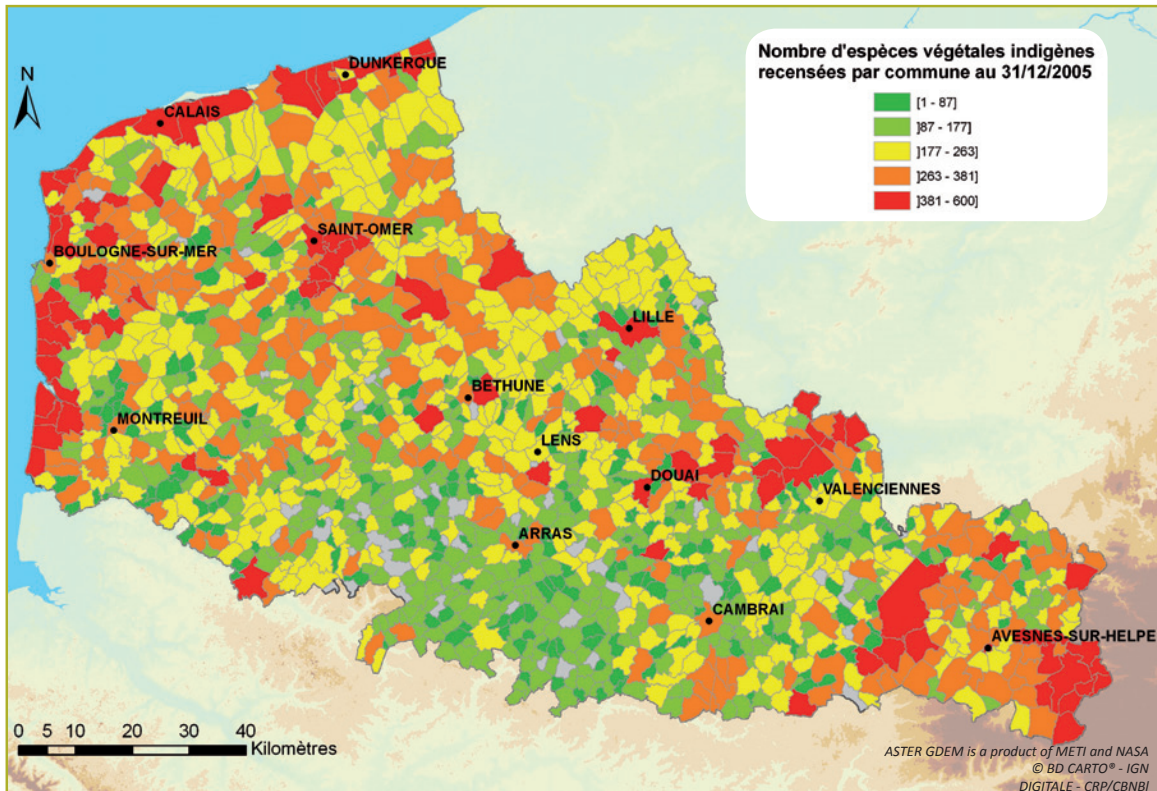 Nombre d'espèces végétales indigènes
recensées par commune au 31/12/2005
[1 - 87]
]87 - 177]
]177 - 263]
]263 - 381]
]381 - 600]
N
DUNKERQUE
CALAIS
SAINT-OMER
BOULOGNE-SUR-MER
LILLE
BETHUNE
MONTREUIL
LENS
DOUAI
VALENCIENNES
ARRAS
CAMBRAI
AVESNES-SUR-HELPE
0 5 10 20 30 40
Kilomètres
ASTER GDEM is a product of METI and NASA
© BD CARTO® - IGN
DIGITALE - CRP/CBNBl